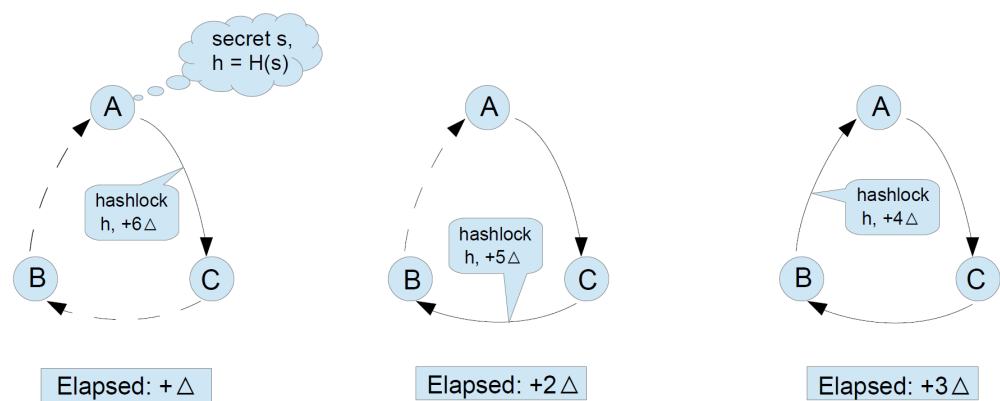 secret s,
h = H(s)
A
hashlock
h, +6△
B
C
Elapsed: +△
A
hashlock
h, +5△
B
C
Elapsed: +2△
A
hashlock
h, +4△
B
C
Elapsed: +3△